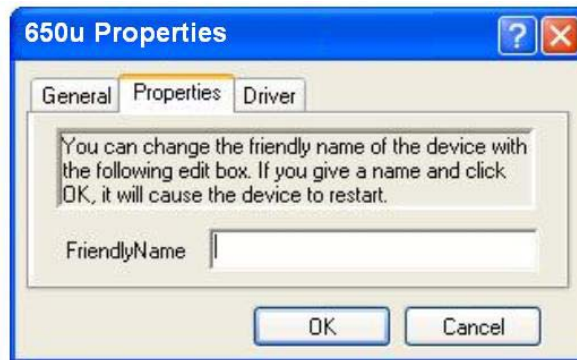 650u Properties
General Properties Driver
You can change the friendly name of the device with
the following edit box. If you give a name and click
OK, it will cause the device to restart.
FriendlyName
OK Cancel